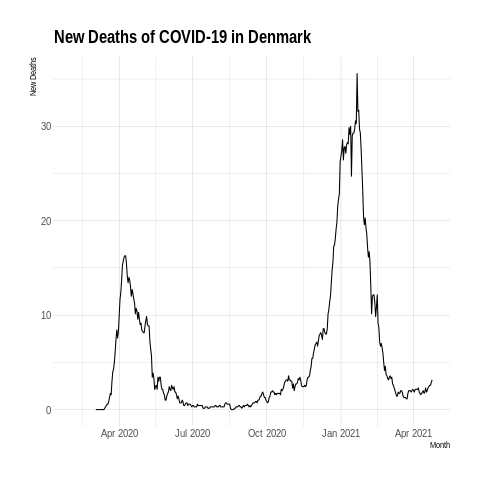 New Deaths of COVID-19 in Denmark
New Deaths
30
20
10
0
Apr 2020 Jul 2020 Oct 2020 Jan 2021 Apr 2021
Month